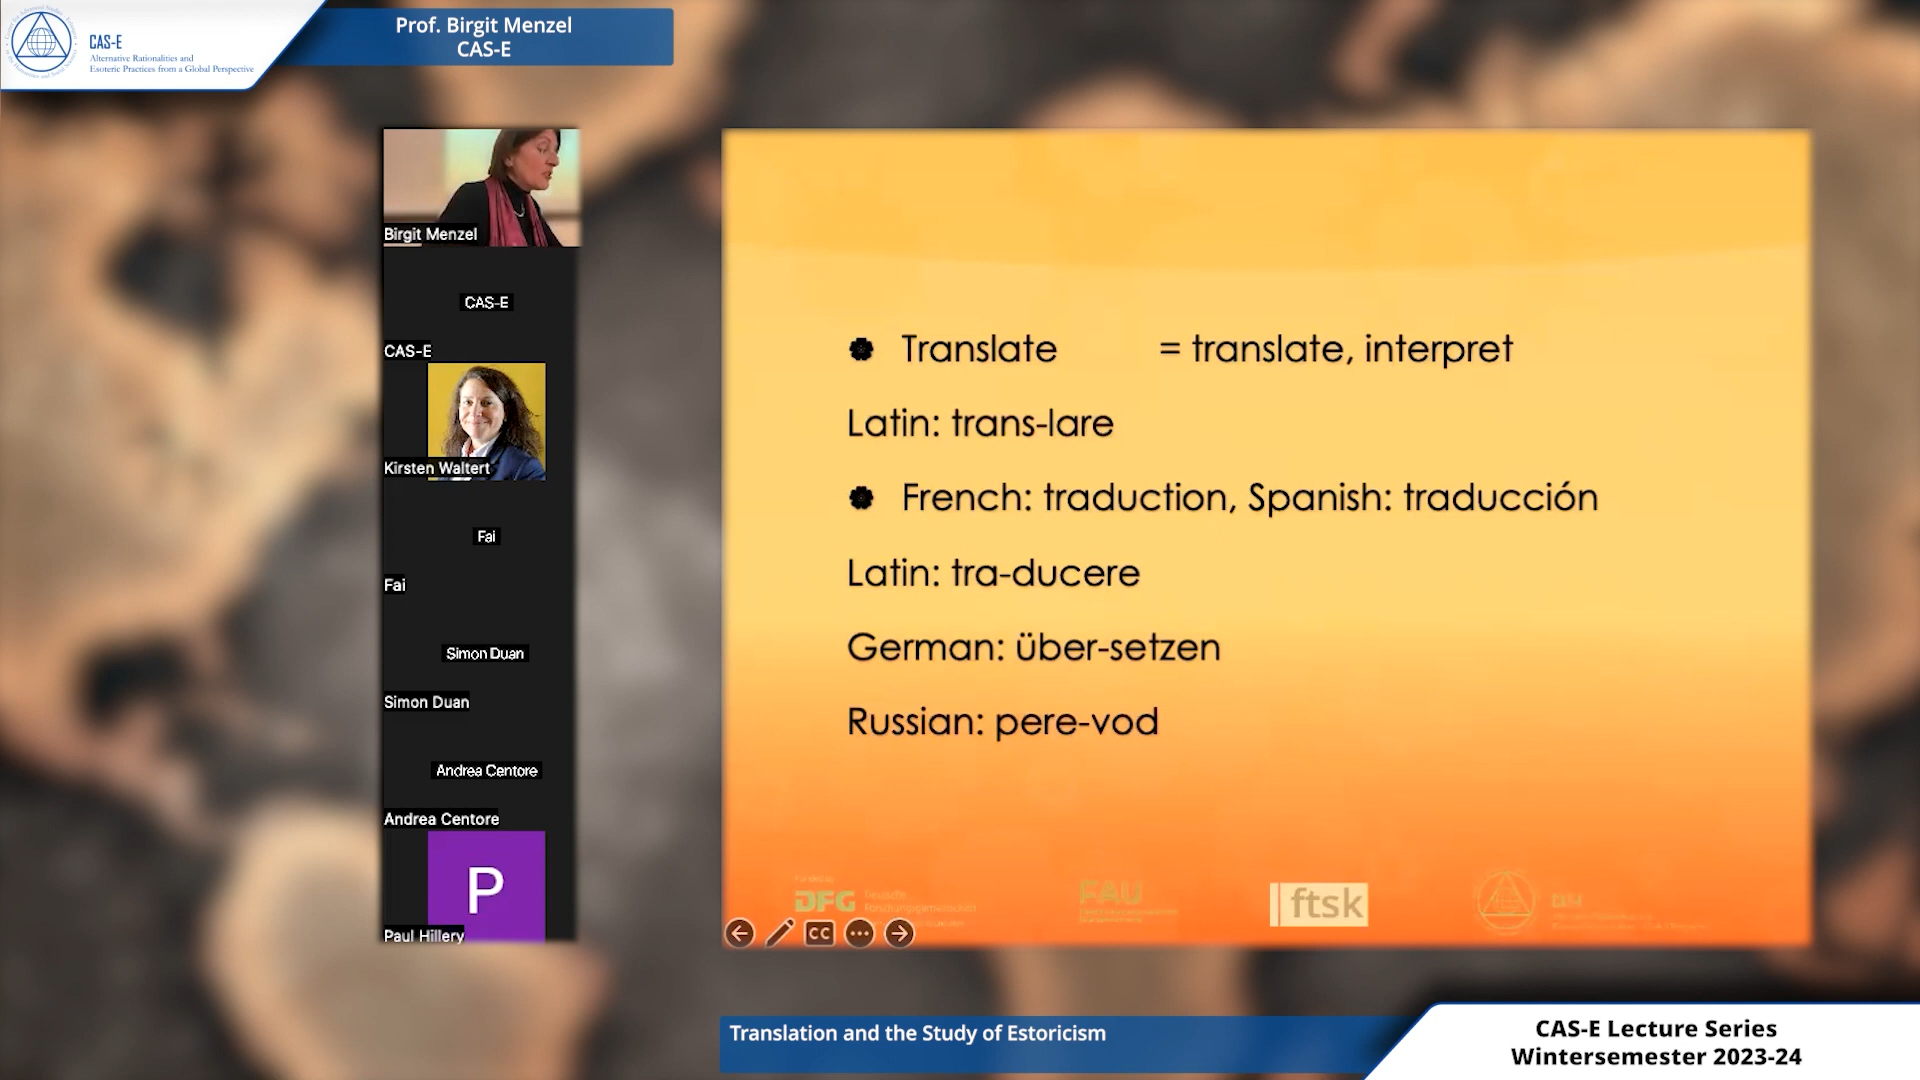 CAS-E
Alternative Rationalities and
Esoteric Practices from a Global Perspective
Prof. Birgit Menzel
CAS-E
Birgit Menzel
CAS-E
CAS-E
Kirsten Waltert
Fai
Fai
Simon Duan
Simon Duan
Andrea Centore
Andrea Centore
P
Paul Hillery
Translate = translate, interpret
Latin: trans-lare
French: traduction, Spanish: traducción
Latin: tra-ducere
German: über-setzen
Russian: pere-vod
DFG Deutsche
Forschungsgemeinschaft
FAU
ftsk
CC
Translation and the Study of Estoricism
CAS-E Lecture Series
Wintersemester 2023-24